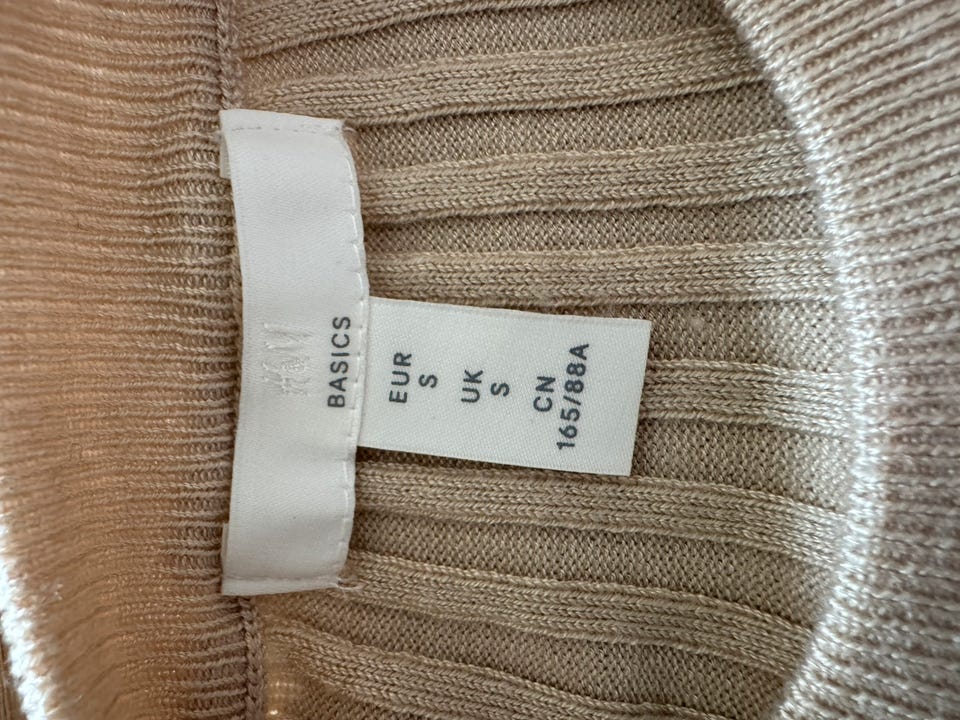 H&M
BASICS
EUR
S
UK
S
CN
165/88A